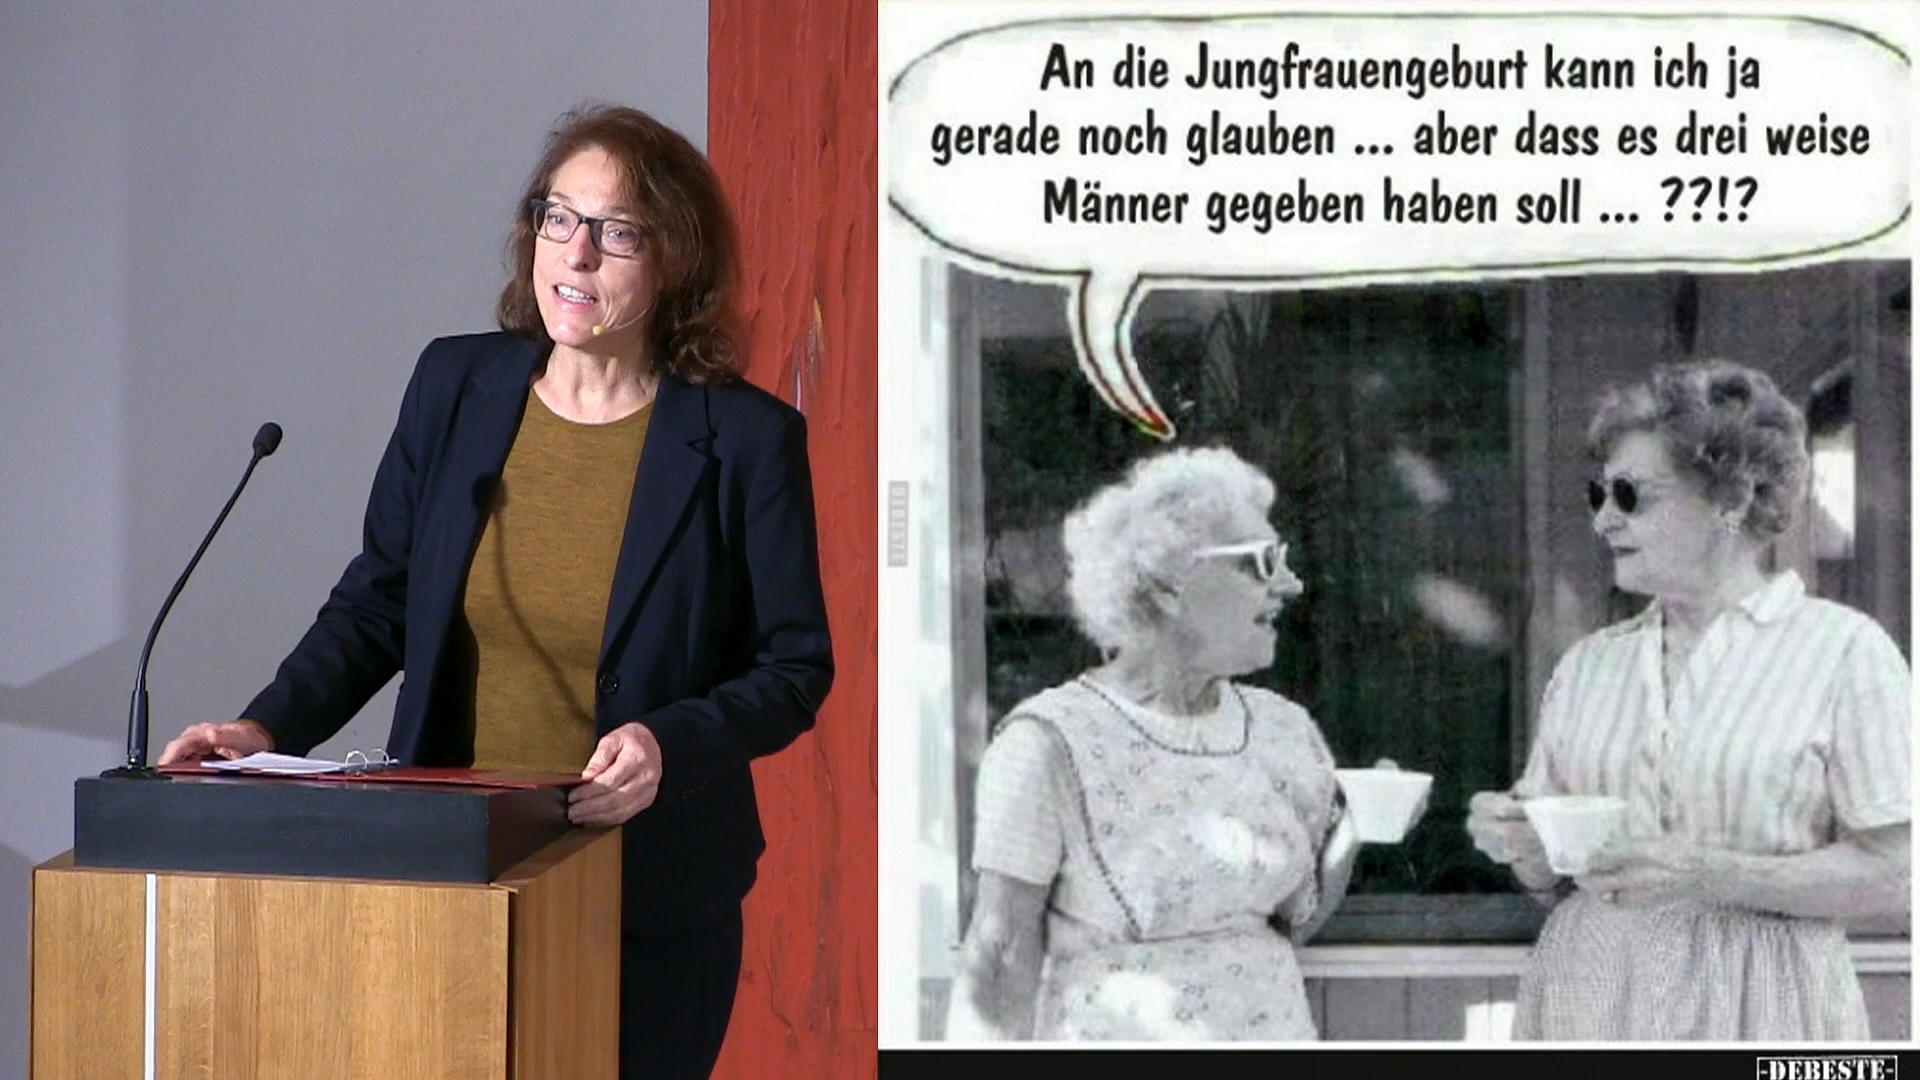 An die Jungfrauengeburt kann ich ja
gerade noch glauben ... aber dass es drei weise
Männer gegeben haben soll ... ??!?
DEBESTE
-DEBESTE-